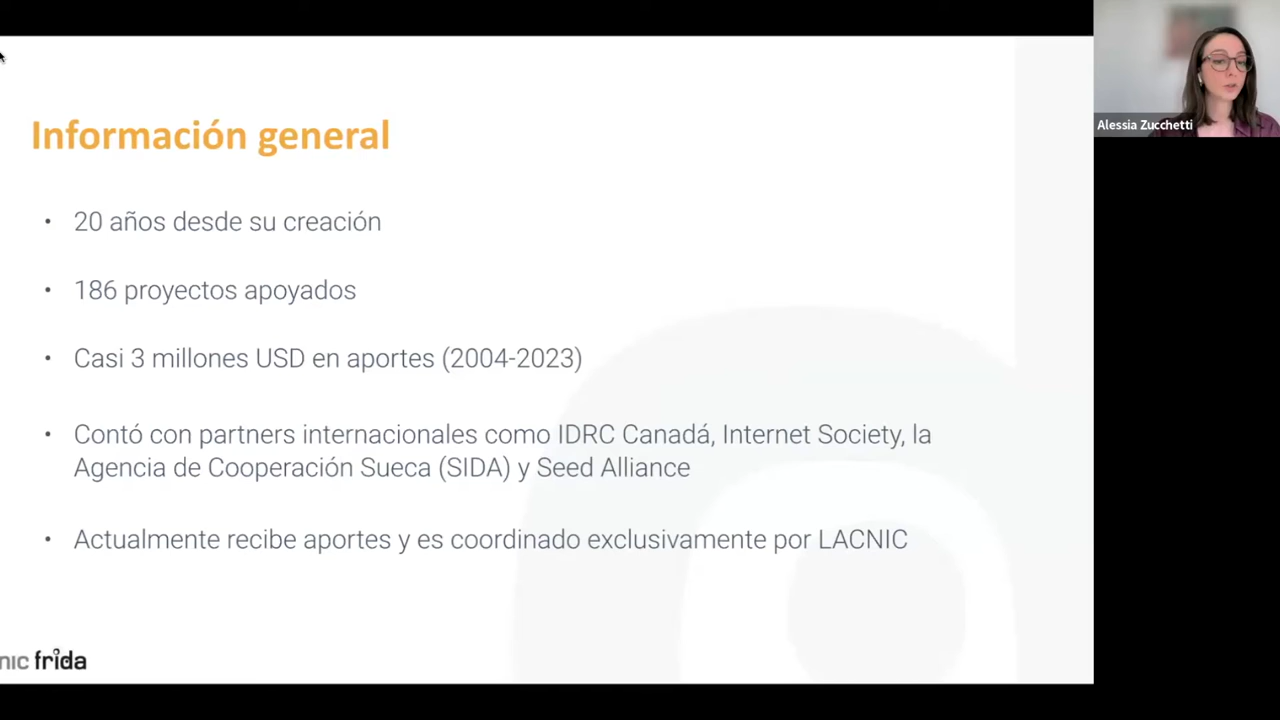 Información general
• 20 años desde su creación
• 186 proyectos apoyados
• Casi 3 millones USD en aportes (2004-2023)
• Contó con partners internacionales como IDRC Canadá, Internet Society, la
Agencia de Cooperación Sueca (SIDA) y Seed Alliance
• Actualmente recibe aportes y es coordinado exclusivamente por LACNIC
nic frida
Alessia Zucchetti